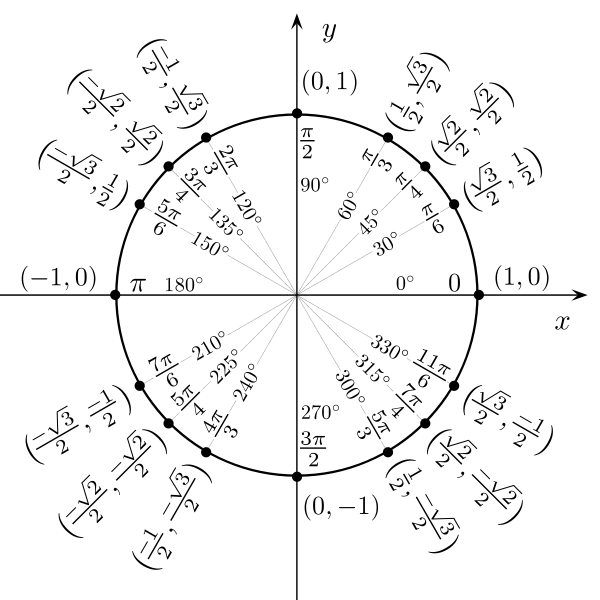 y
(0, 1)
π/2
90°
(1/2, √3/2)
π/3
60°
(√2/2, √2/2)
π/4
45°
(√3/2, 1/2)
π/6
30°
(1, 0)
0
0°
x
(−1/2, √3/2)
2π/3
120°
(−√2/2, √2/2)
3π/4
135°
(−√3/2, 1/2)
5π/6
150°
(−1, 0)
π
180°
(−√3/2, −1/2)
7π/6
210°
(−√2/2, −√2/2)
5π/4
225°
(−1/2, −√3/2)
4π/3
240°
270°
3π/2
(0, −1)
(1/2, −√3/2)
5π/3
300°
(√2/2, −√2/2)
7π/4
315°
(√3/2, −1/2)
11π/6
330°